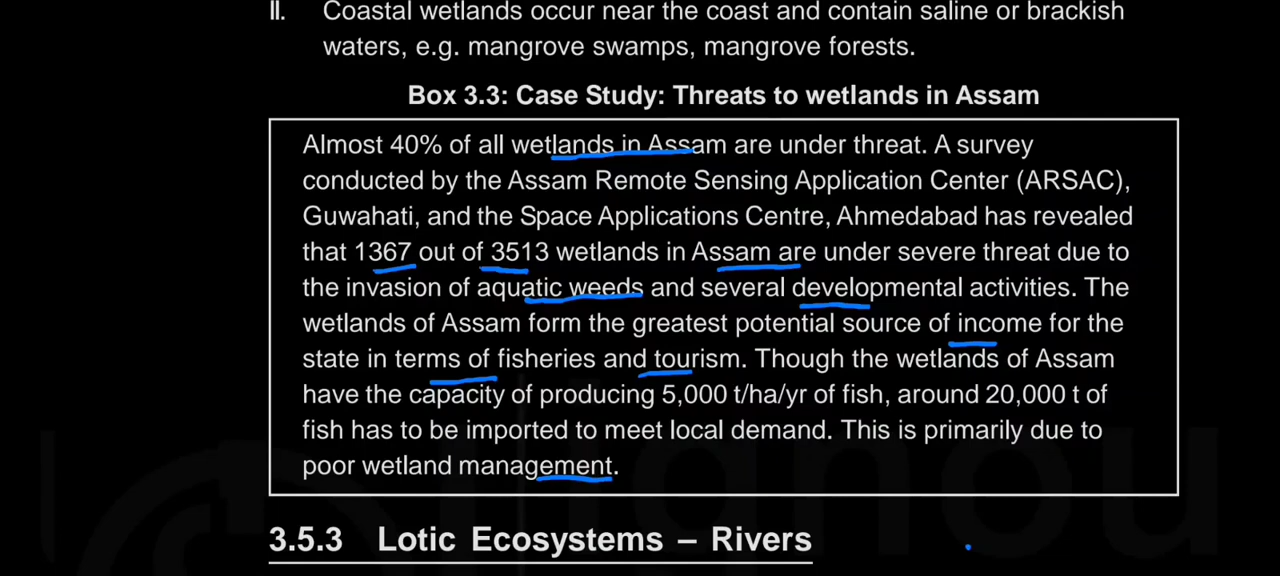 II. Coastal wetlands occur near the coast and contain saline or brackish
waters, e.g. mangrove swamps, mangrove forests.
Box 3.3: Case Study: Threats to wetlands in Assam
Almost 40% of all wetlands in Assam are under threat. A survey
conducted by the Assam Remote Sensing Application Center (ARSAC),
Guwahati, and the Space Applications Centre, Ahmedabad has revealed
that 1367 out of 3513 wetlands in Assam are under severe threat due to
the invasion of aquatic weeds and several developmental activities. The
wetlands of Assam form the greatest potential source of income for the
state in terms of fisheries and tourism. Though the wetlands of Assam
have the capacity of producing 5,000 t/ha/yr of fish, around 20,000 t of
fish has to be imported to meet local demand. This is primarily due to
poor wetland management.
3.5.3 Lotic Ecosystems – Rivers